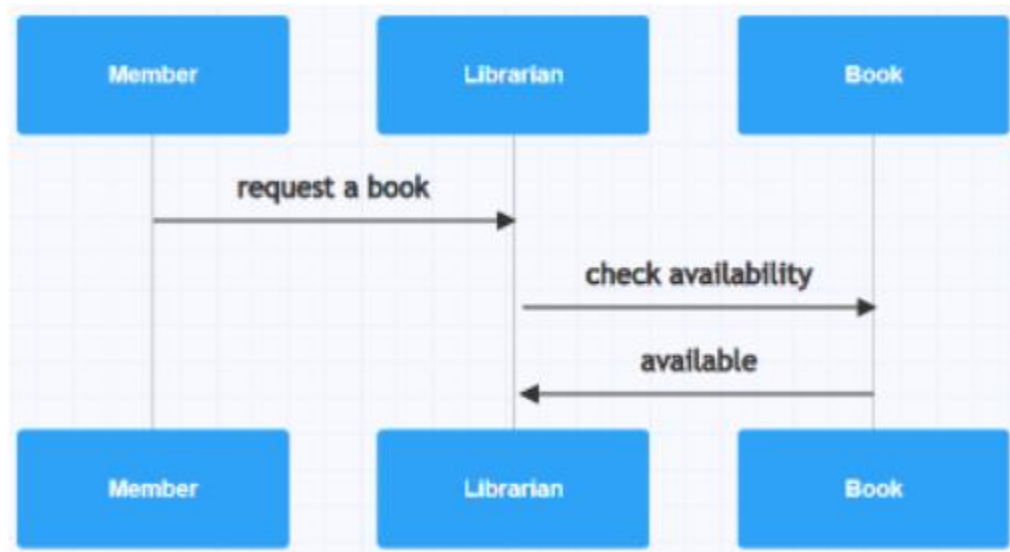 Member
Librarian
Book
request a book
check availability
available
Member
Librarian
Book